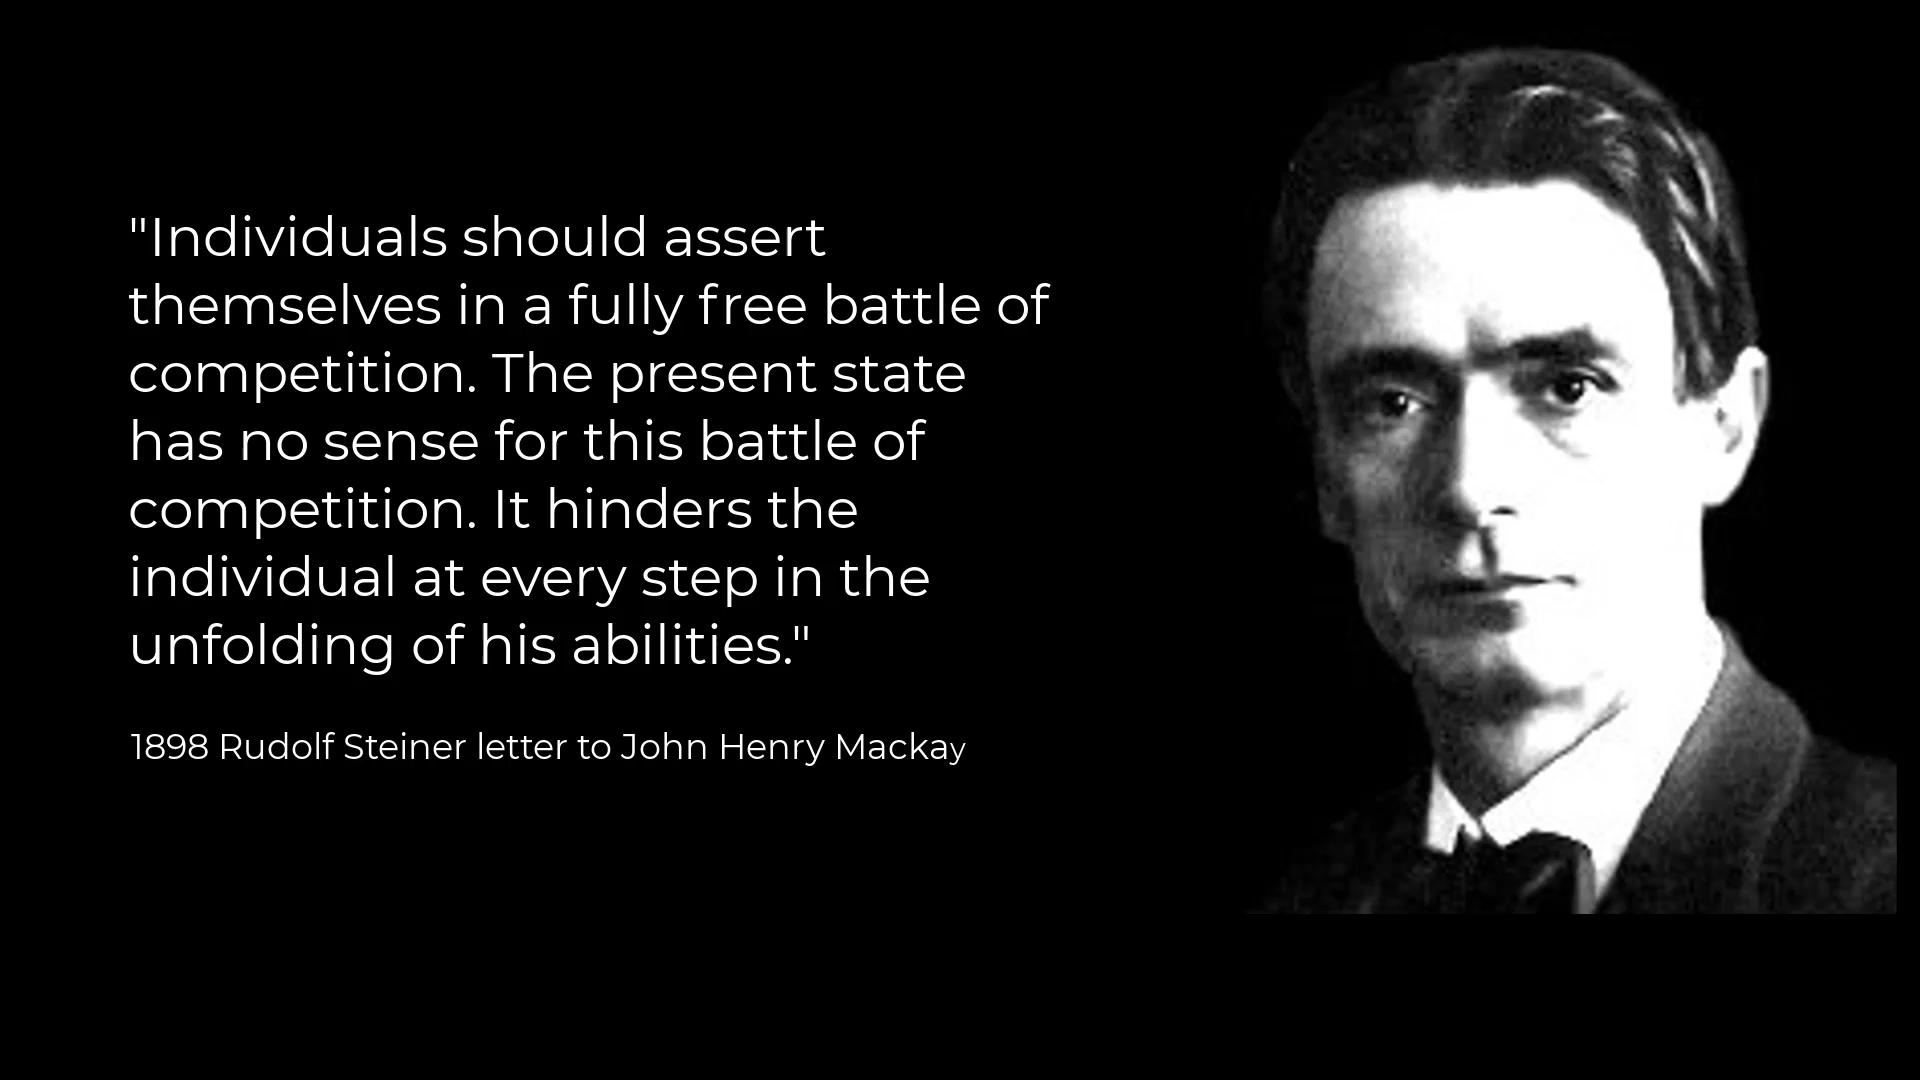 "Individuals should assert
themselves in a fully free battle of
competition. The present state
has no sense for this battle of
competition. It hinders the
individual at every step in the
unfolding of his abilities."
1898 Rudolf Steiner letter to John Henry Mackay